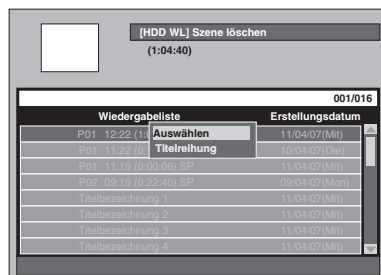 [HDD WL] Szene löschen
(1:04:40)
001/016
Wiedergabeliste Erstellungsdatum
P01 12:22 (1:0 11/04/07(Mit)
P01 11:22 (0: 10/04/07(Die)
Auswählen
Titelreihung
P01 11:19 (0:00:06) SP 11/04/07(Mit)
P02 09:19 (0:22:40) SP 09/04/07(Mon)
Titelbezeichnung 1 11/04/07(Mit)
Titelbezeichnung 2 11/04/07(Mit)
Titelbezeichnung 3 11/04/07(Mit)
Titelbezeichnung 4 11/04/07(Mit)